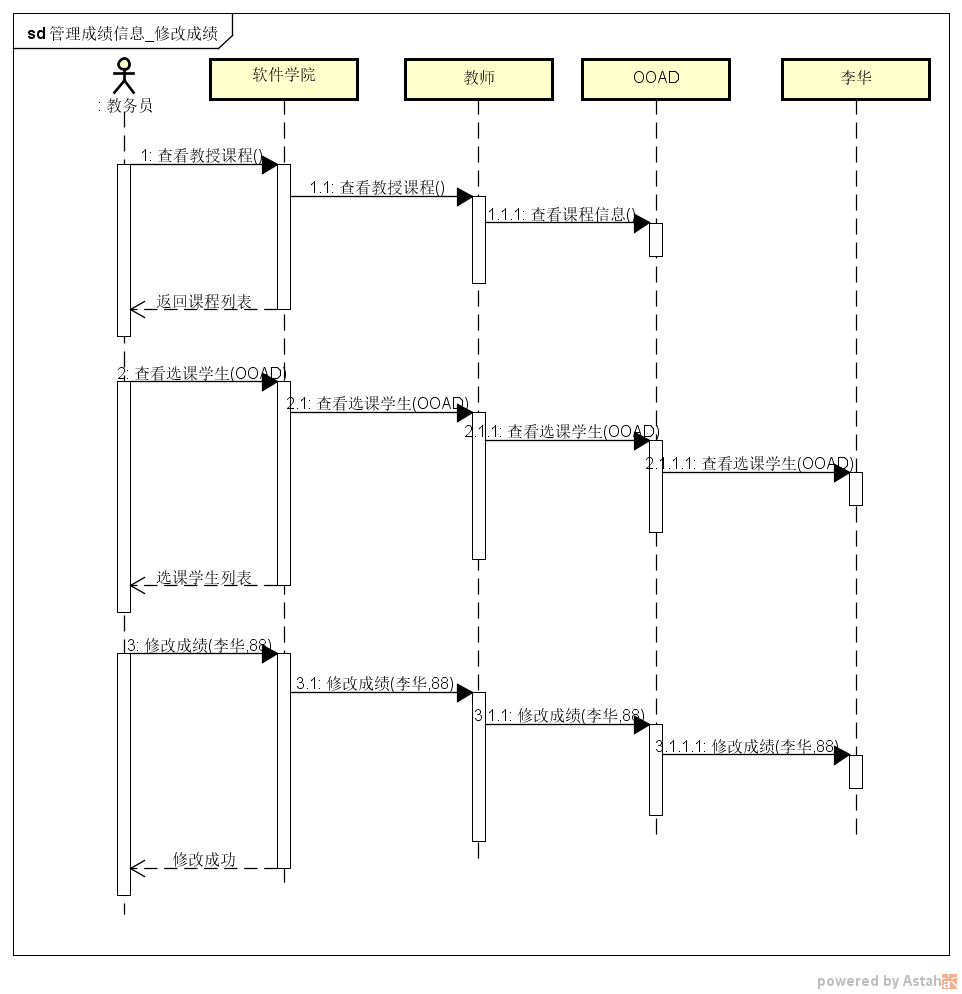 sd 管理成绩信息_修改成绩
: 教务员
软件学院
教师
OOAD
李华
1: 查看教授课程()
1.1: 查看教授课程()
1.1.1: 查看课程信息()
返回课程列表
2: 查看选课学生(OOAD)
2.1: 查看选课学生(OOAD)
2.1.1: 查看选课学生(OOAD)
2.1.1.1: 查看选课学生(OOAD)
选课学生列表
3: 修改成绩(李华,88)
3.1: 修改成绩(李华,88)
3.1.1: 修改成绩(李华,88)
3.1.1.1: 修改成绩(李华,88)
修改成功
powered by Astah